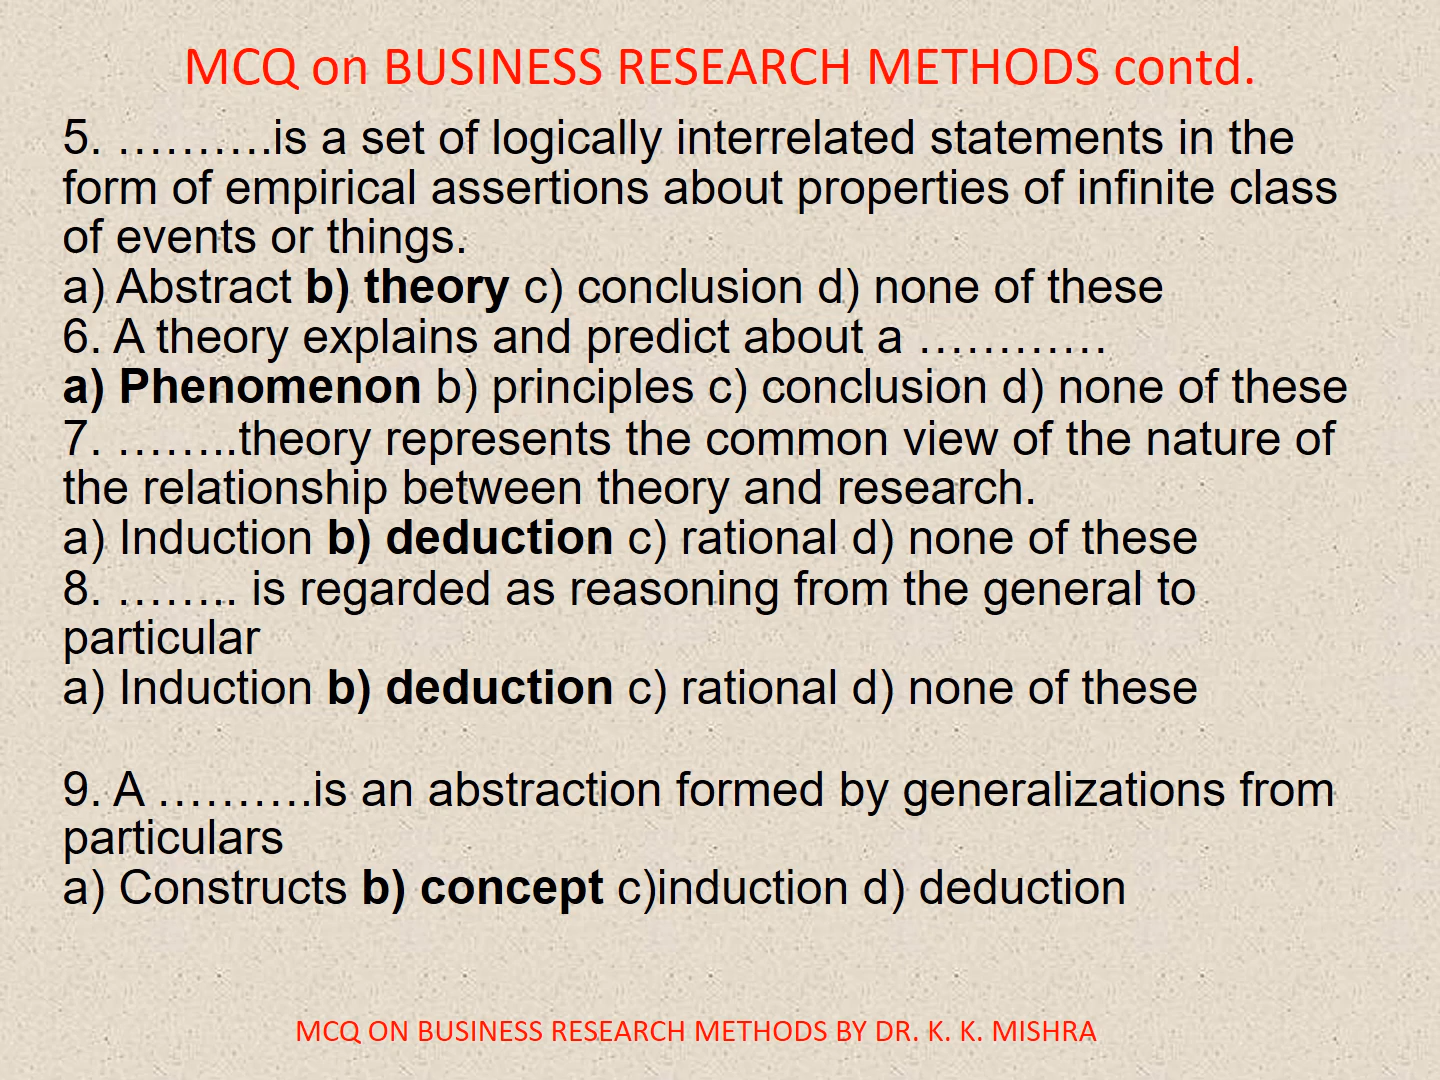 MCQ on BUSINESS RESEARCH METHODS contd.
5. ……….is a set of logically interrelated statements in the
form of empirical assertions about properties of infinite class
of events or things.
a) Abstract b) theory c) conclusion d) none of these
6. A theory explains and predict about a …………
a) Phenomenon b) principles c) conclusion d) none of these
7. ……..theory represents the common view of the nature of
the relationship between theory and research.
a) Induction b) deduction c) rational d) none of these
8. …….. is regarded as reasoning from the general to
particular
a) Induction b) deduction c) rational d) none of these
9. A ……….is an abstraction formed by generalizations from
particulars
a) Constructs b) concept c)induction d) deduction
MCQ ON BUSINESS RESEARCH METHODS BY DR. K. K. MISHRA